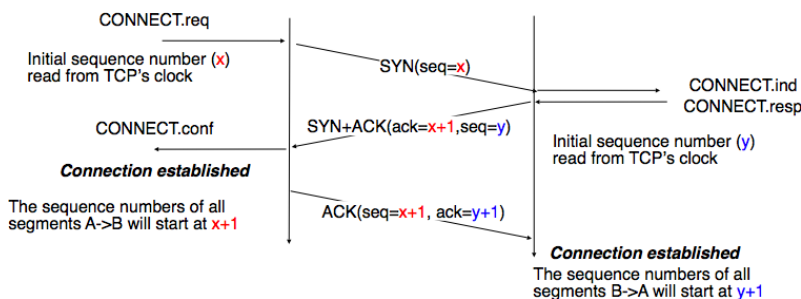 CONNECT.req
Initial sequence number (x)
read from TCP's clock
SYN(seq=x)
CONNECT.ind
CONNECT.resp
CONNECT.conf
SYN+ACK(ack=x+1,seq=y)
Initial sequence number (y)
read from TCP's clock
Connection established
The sequence numbers of all
segments A->B will start at x+1
ACK(seq=x+1, ack=y+1)
Connection established
The sequence numbers of all
segments B->A will start at y+1